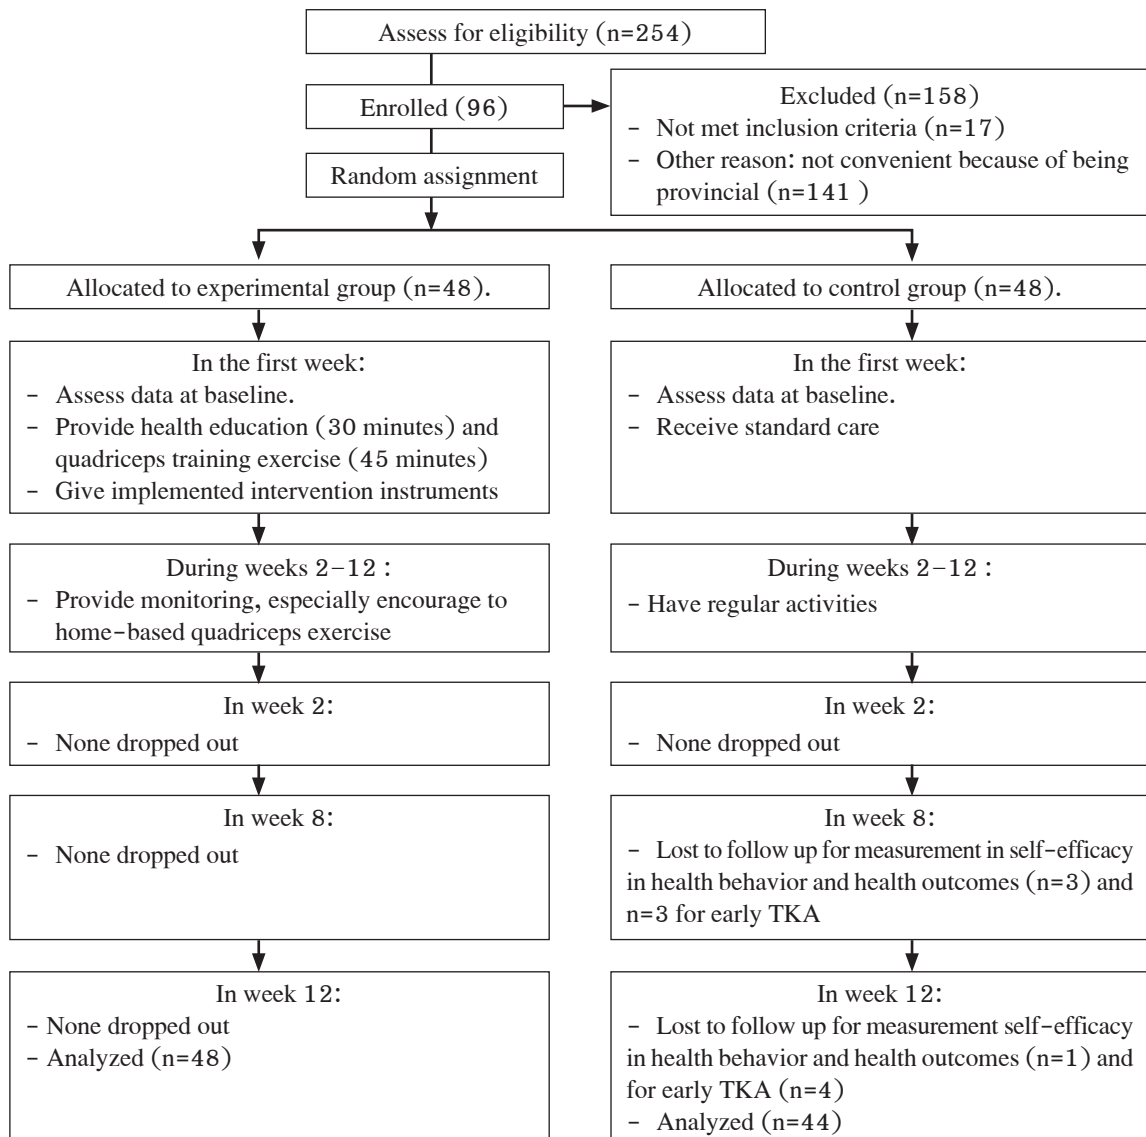 Assess for eligibility (n=254)
Enrolled (96)
Excluded (n=158)
- Not met inclusion criteria (n=17)
- Other reason: not convenient because of being
provincial (n=141 )
Random assignment
Allocated to experimental group (n=48).
Allocated to control group (n=48).
In the first week:
- Assess data at baseline.
- Provide health education (30 minutes) and
quadriceps training exercise (45 minutes)
- Give implemented intervention instruments
In the first week:
- Assess data at baseline.
- Receive standard care
During weeks 2-12 :
- Provide monitoring, especially encourage to
home-based quadriceps exercise
During weeks 2-12 :
- Have regular activities
In week 2:
- None dropped out
In week 2:
- None dropped out
In week 8:
- None dropped out
In week 8:
- Lost to follow up for measurement in self-efficacy
in health behavior and health outcomes (n=3) and
n=3 for early TKA
In week 12:
- None dropped out
- Analyzed (n=48)
In week 12:
- Lost to follow up for measurement self-efficacy
in health behavior and health outcomes (n=1) and
for early TKA (n=4)
- Analyzed (n=44)